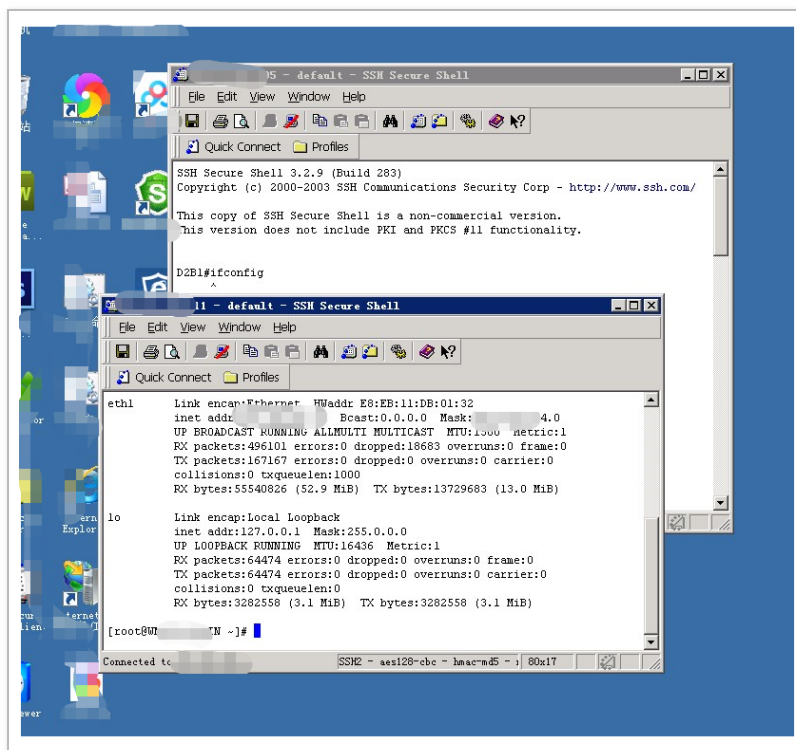 5 - default - SSH Secure Shell
File Edit View Window Help
Quick Connect Profiles
SSH Secure Shell 3.2.9 (Build 283)
Copyright (c) 2000-2003 SSH Communications Security Corp - http://www.ssh.com/
This copy of SSH Secure Shell is a non-commercial version.
This version does not include PKI and PKCS #11 functionality.
D2B1#ifconfig
^
11 - default - SSH Secure Shell
File Edit View Window Help
Quick Connect Profiles
eth1 Link encap:Ethernet HWaddr E8:EB:11:DB:01:32
inet addr Bcast:0.0.0.0 Mask: 4.0
UP BROADCAST RUNNING ALLMULTI MULTICAST MTU:1500 Metric:1
RX packets:496101 errors:0 dropped:18683 overruns:0 frame:0
TX packets:167167 errors:0 dropped:0 overruns:0 carrier:0
collisions:0 txqueuelen:1000
RX bytes:55540826 (52.9 MiB) TX bytes:13729683 (13.0 MiB)
lo Link encap:Local Loopback
inet addr:127.0.0.1 Mask:255.0.0.0
UP LOOPBACK RUNNING MTU:16436 Metric:1
RX packets:64474 errors:0 dropped:0 overruns:0 frame:0
TX packets:64474 errors:0 dropped:0 overruns:0 carrier:0
collisions:0 txqueuelen:0
RX bytes:3282558 (3.1 MiB) TX bytes:3282558 (3.1 MiB)
[root@ N ~]#
Connected to SSH2 - aes128-cbc - hmac-md5 - 80x17